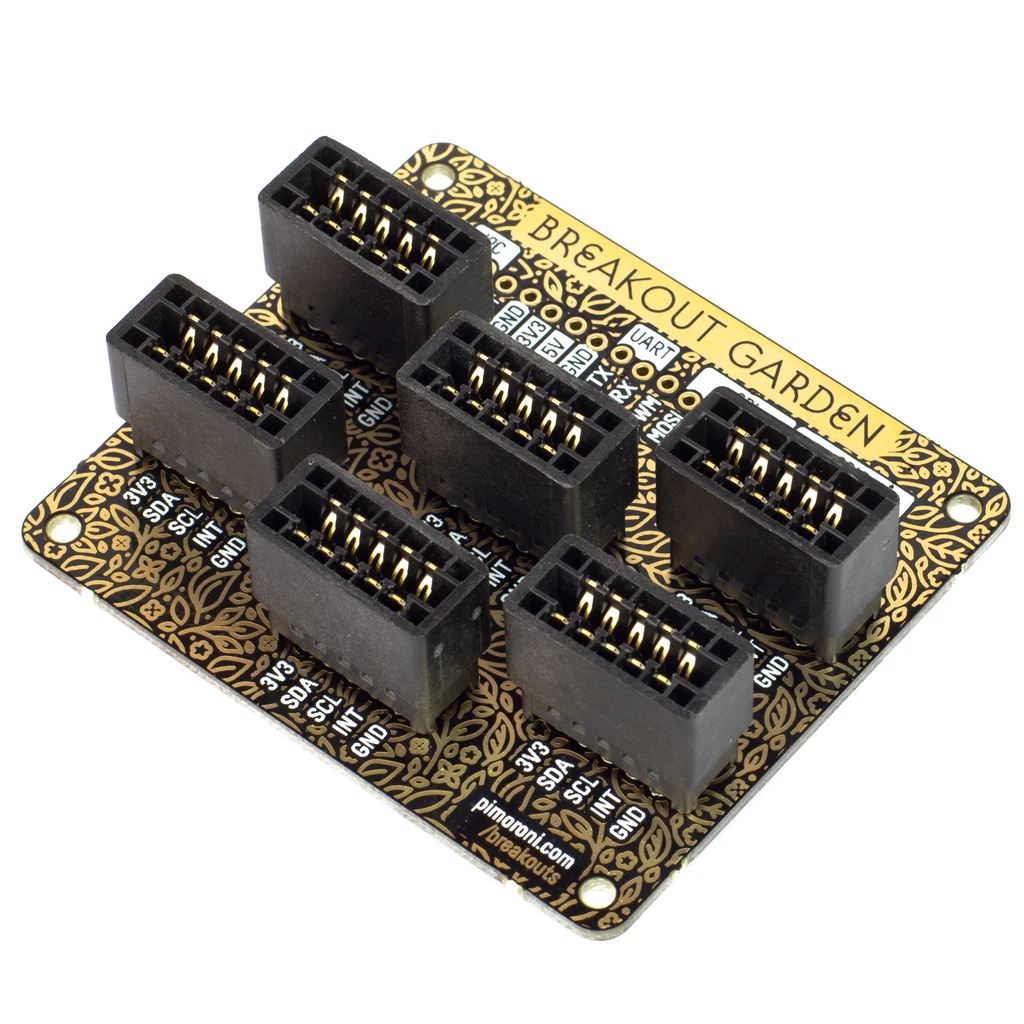 BREAKOUT GARDEN
GND
3V3
5V
GND
TX
RX
UART
MOSI
INT
GND
3V3
SDA
SCL
INT
GND
INT
GND
3V3
SDA
SCL
INT
GND
3V3
SDA
SCL
INT
GND
pimoroni.com
/breakouts